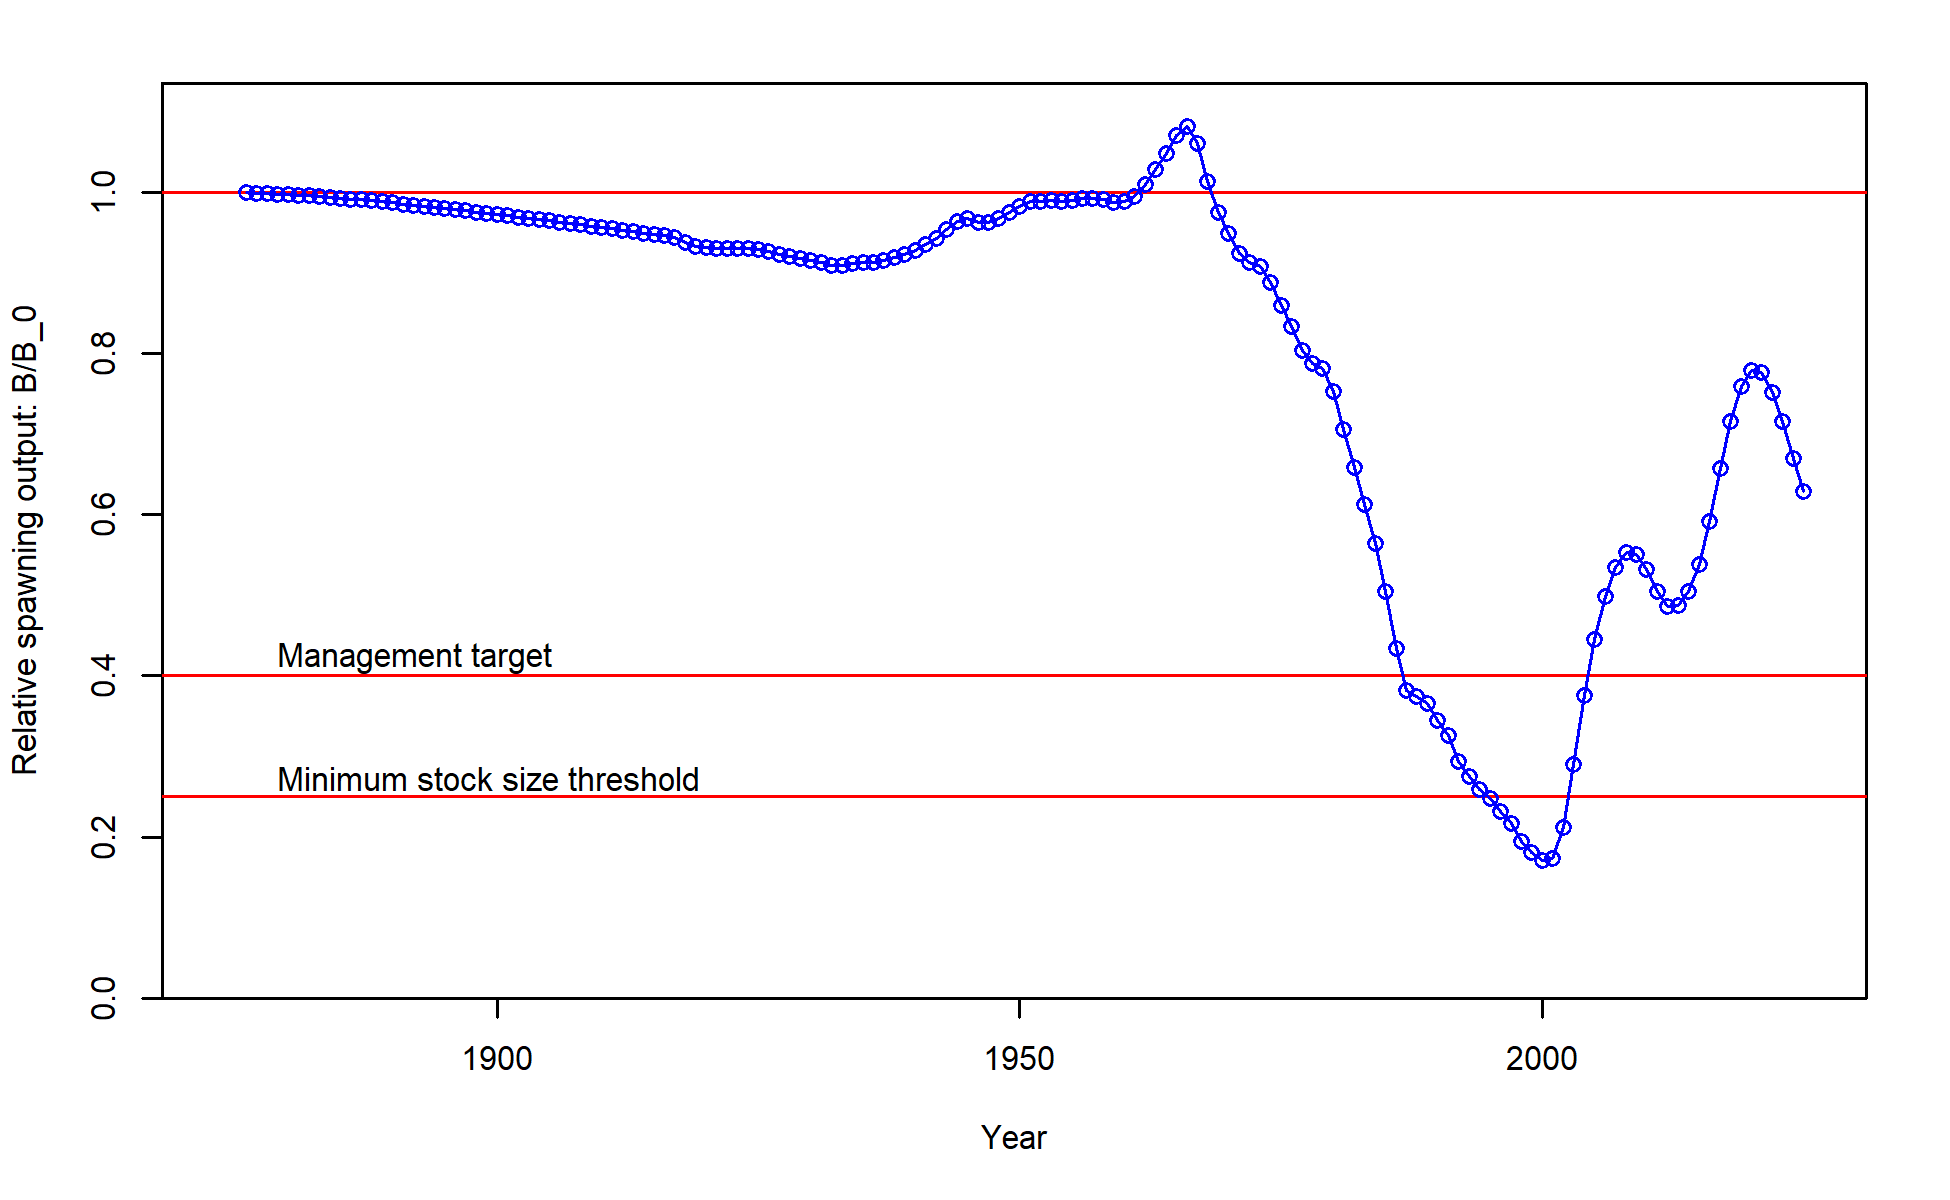 Relative spawning output: B/B_0
1.0
0.8
0.6
0.4
0.2
0.0
Management target
Minimum stock size threshold
1900
1950
2000
Year